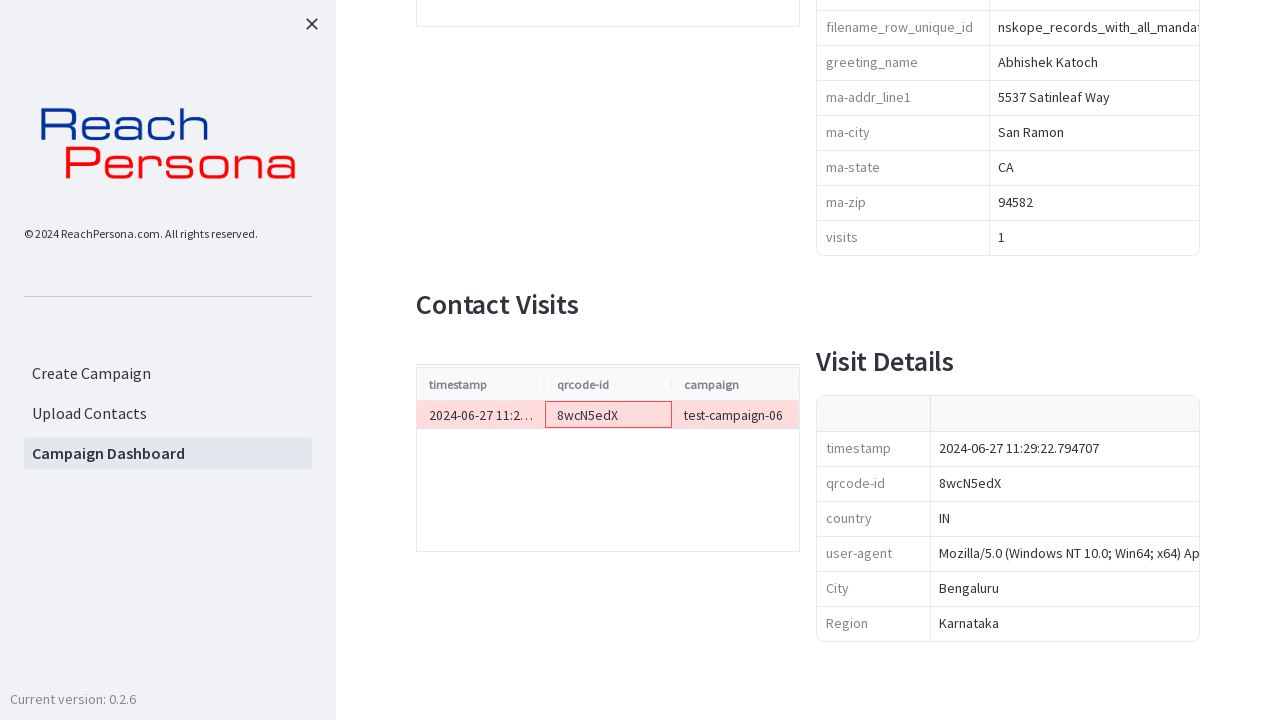 Reach
Persona
© 2024 ReachPersona.com. All rights reserved.
Create Campaign
Upload Contacts
Campaign Dashboard
Current version: 0.2.6
filename_row_unique_id nskope_records_with_all_manda
greeting_name Abhishek Katoch
ma-addr_line1 5537 Satinleaf Way
ma-city San Ramon
ma-state CA
ma-zip 94582
visits 1
Contact Visits
timestamp qrcode-id campaign
2024-06-27 11:2… 8wcN5edX test-campaign-06
Visit Details
timestamp 2024-06-27 11:29:22.794707
qrcode-id 8wcN5edX
country IN
user-agent Mozilla/5.0 (Windows NT 10.0; Win64; x64) Ap
City Bengaluru
Region Karnataka